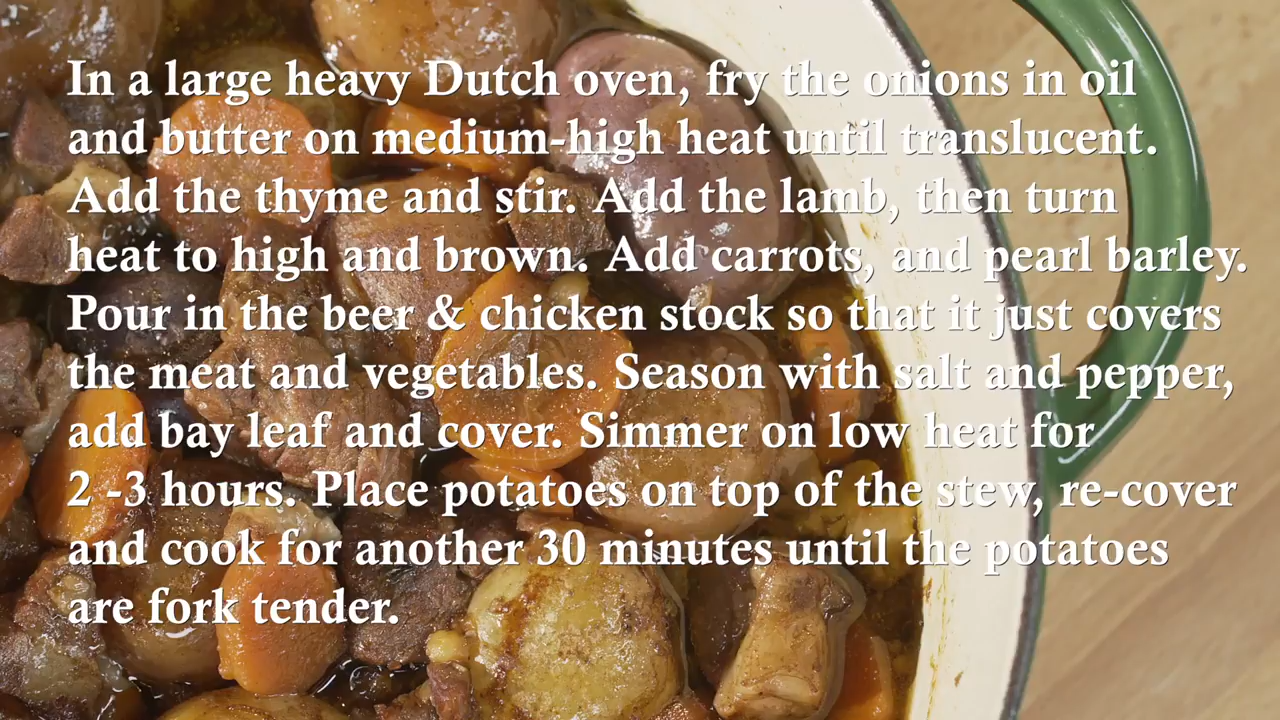 In a large heavy Dutch oven, fry the onions in oil
and butter on medium-high heat until translucent.
Add the thyme and stir. Add the lamb, then turn
heat to high and brown. Add carrots, and pearl barley.
Pour in the beer & chicken stock so that it just covers
the meat and vegetables. Season with salt and pepper,
add bay leaf and cover. Simmer on low heat for
2 -3 hours. Place potatoes on top of the stew, re-cover
and cook for another 30 minutes until the potatoes
are fork tender.